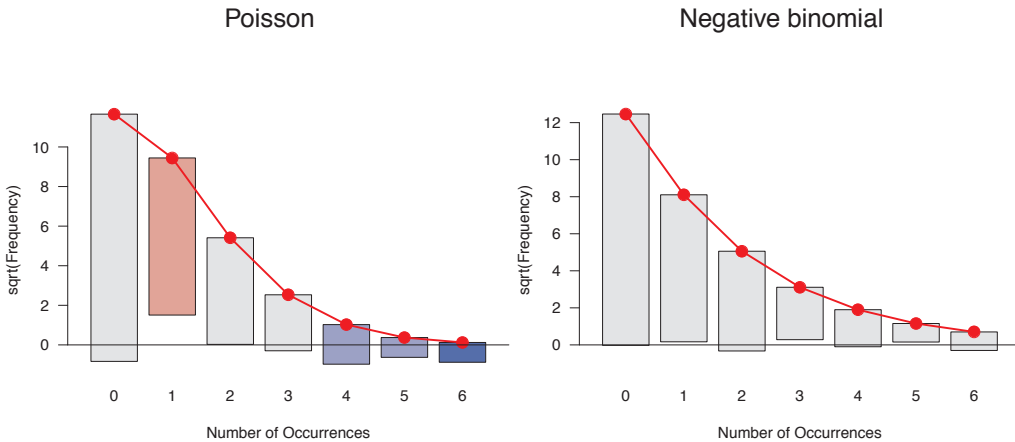 Poisson
Negative binomial
sqrt(Frequency)
10
8
6
4
2
0
0 1 2 3 4 5 6
Number of Occurrences
sqrt(Frequency)
12
10
8
6
4
2
0
0 1 2 3 4 5 6
Number of Occurrences